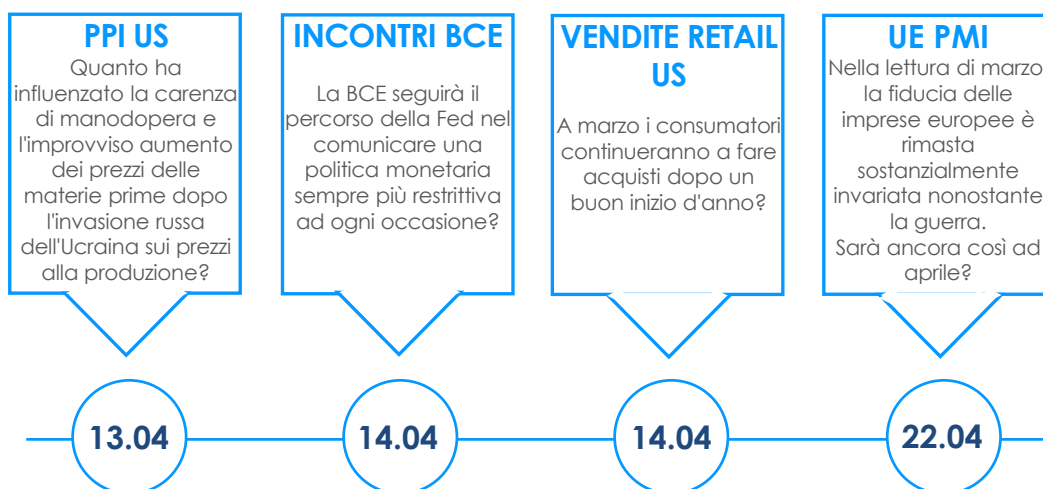 PPI US
Quanto ha
influenzato la carenza
di manodopera e
l'improvviso aumento
dei prezzi delle
materie prime dopo
l'invasione russa
dell'Ucraina sui prezzi
alla produzione?
INCONTRI BCE
La BCE seguirà il
percorso della Fed nel
comunicare una
politica monetaria
sempre più restrittiva
ad ogni occasione?
VENDITE RETAIL
US
A marzo i consumatori
continueranno a fare
acquisti dopo un
buon inizio d'anno?
UE PMI
Nella lettura di marzo
la fiducia delle
imprese europee è
rimasta
sostanzialmente
invariata nonostante
la guerra.
Sarà ancora così ad
aprile?
13.04
14.04
14.04
22.04